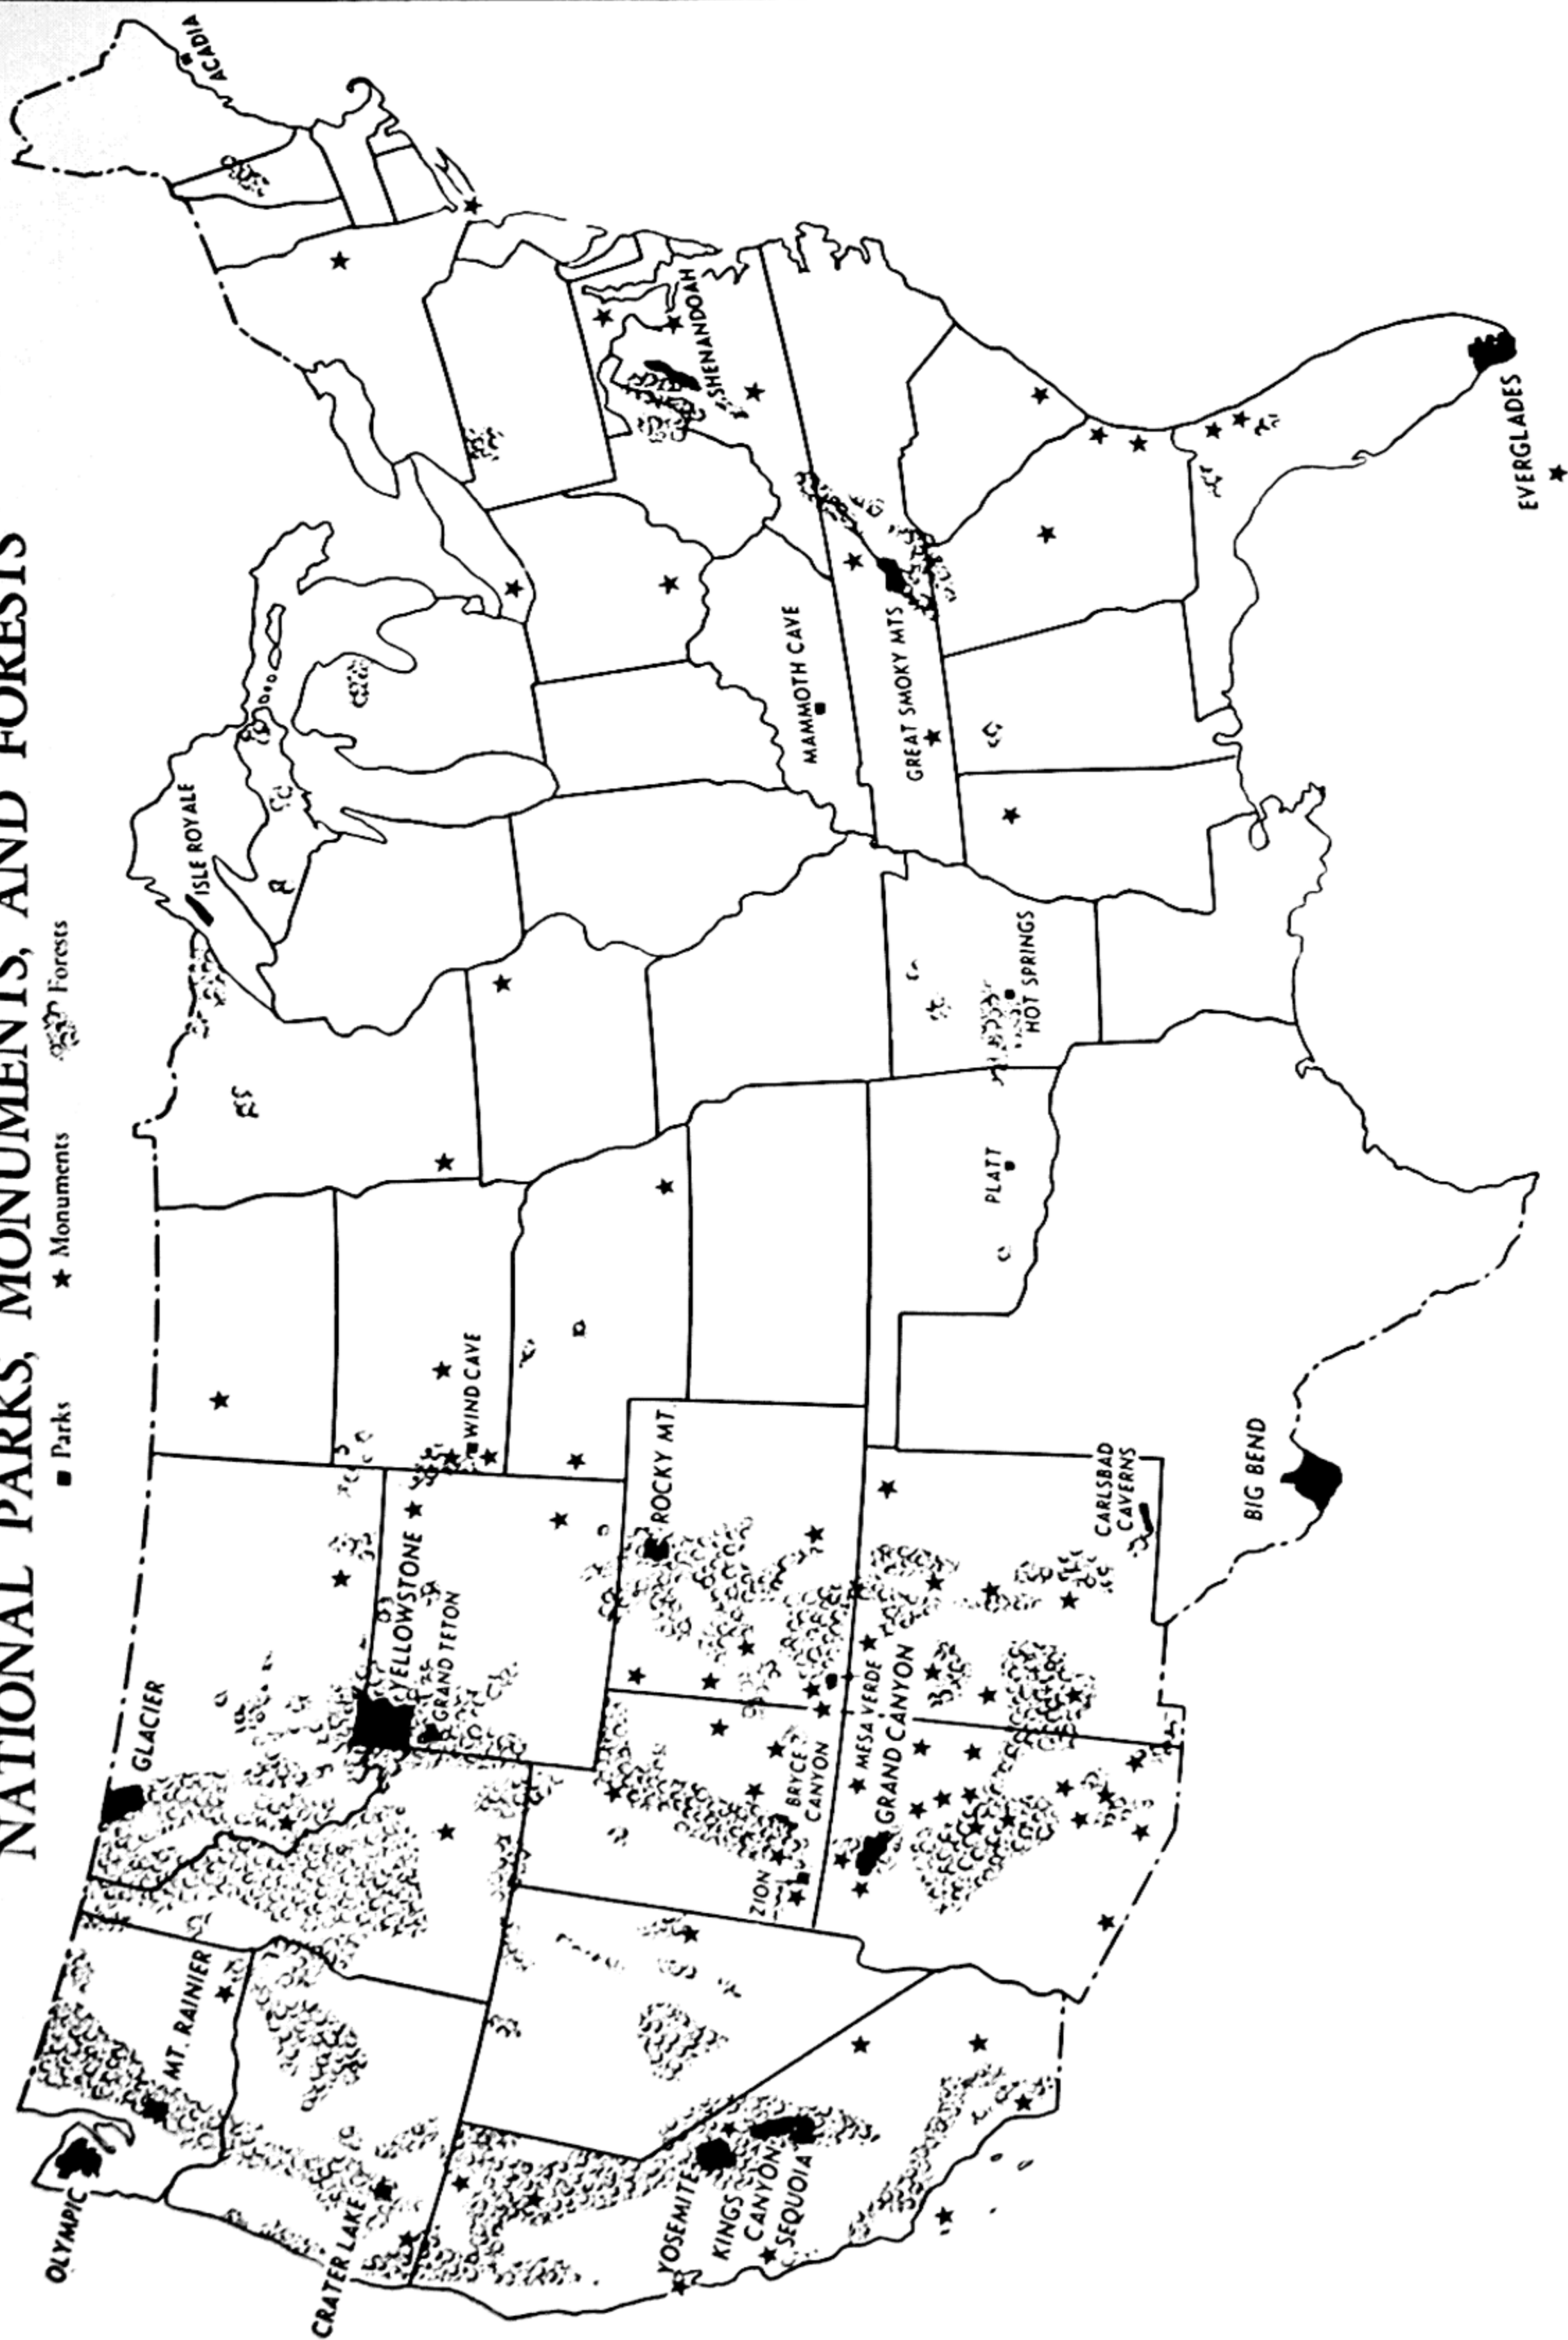 NATIONAL PARKS, MONUMENTS, AND FORESTS
Parks
Monuments
Forests
OLYMPIC
MT. RAINIER
CRATER LAKE
GLACIER
YELLOWSTONE
GRAND TETON
WIND CAVE
ISLE ROYALE
ACADIA
YOSEMITE
KINGS
CANYON
SEQUOIA
ZION
BRYCE
CANYON
ROCKY MT.
MESA VERDE
GRAND CANYON
MAMMOTH CAVE
SHENANDOAH
GREAT SMOKY MTS
PLATT
HOT SPRINGS
CARLSBAD
CAVERNS
BIG BEND
EVERGLADES